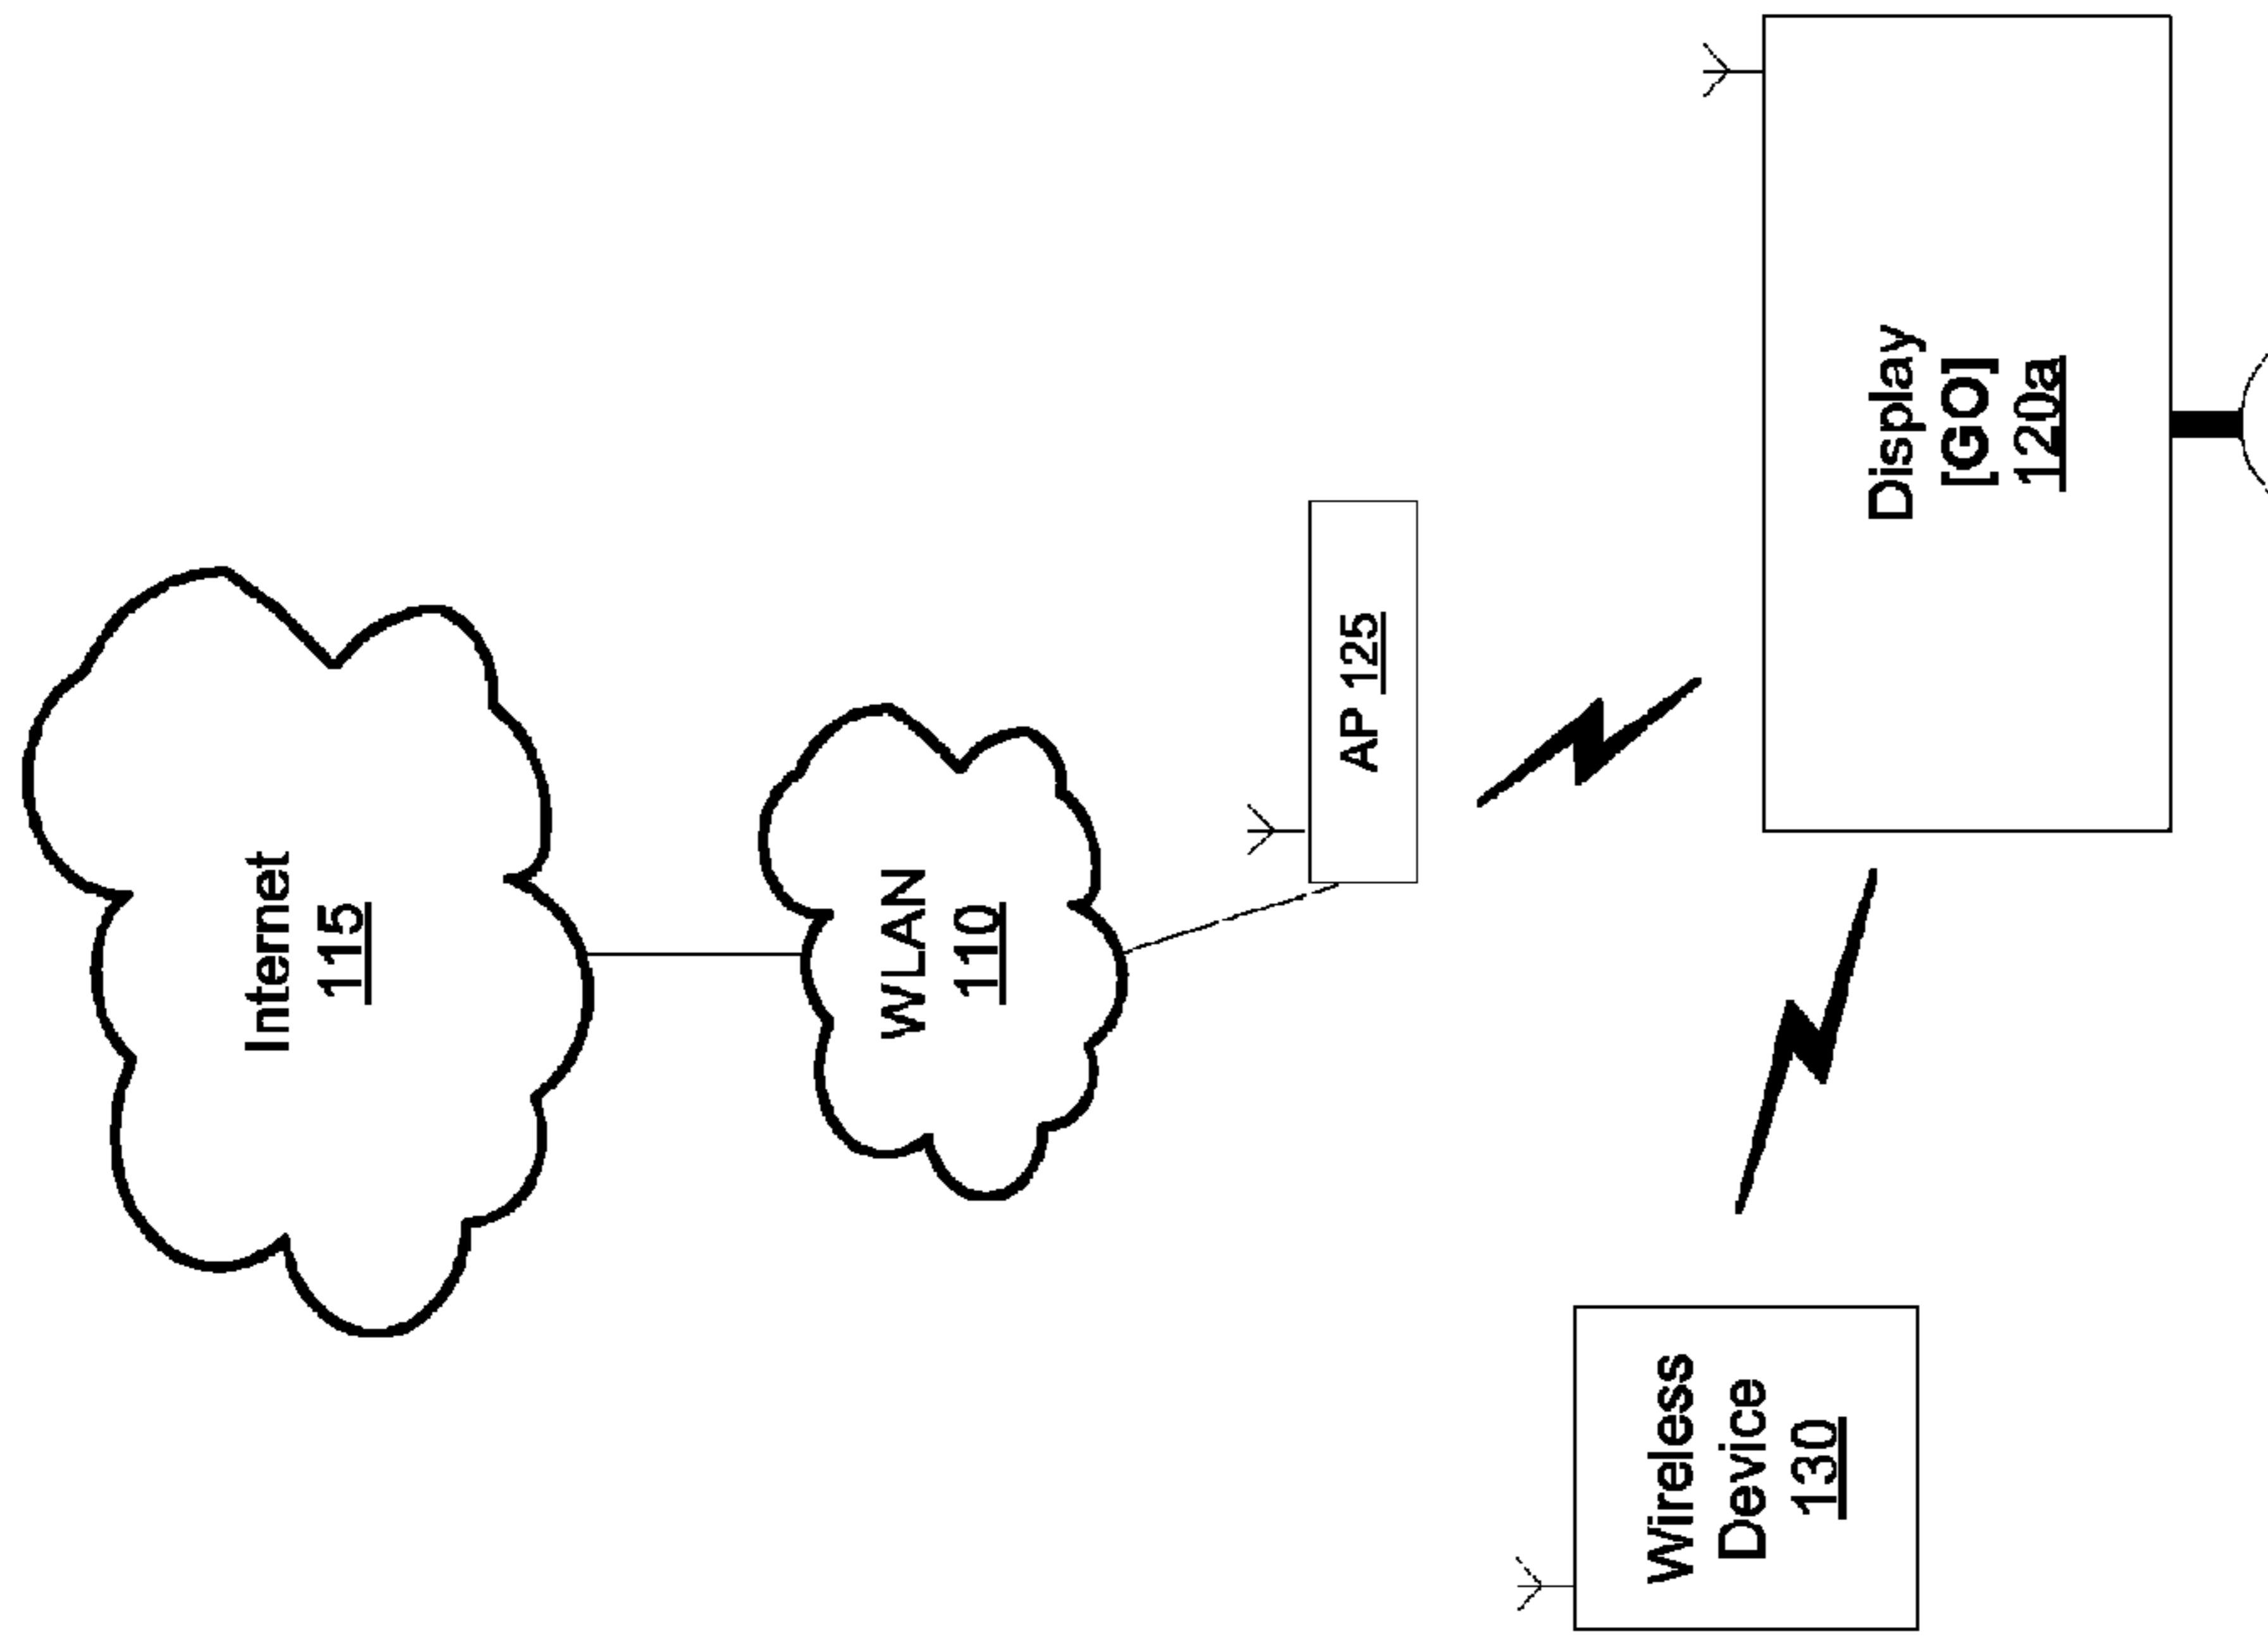 Internet
115
WLAN
110
AP 125
Display
[GO]
120a
Wireless
Device
130